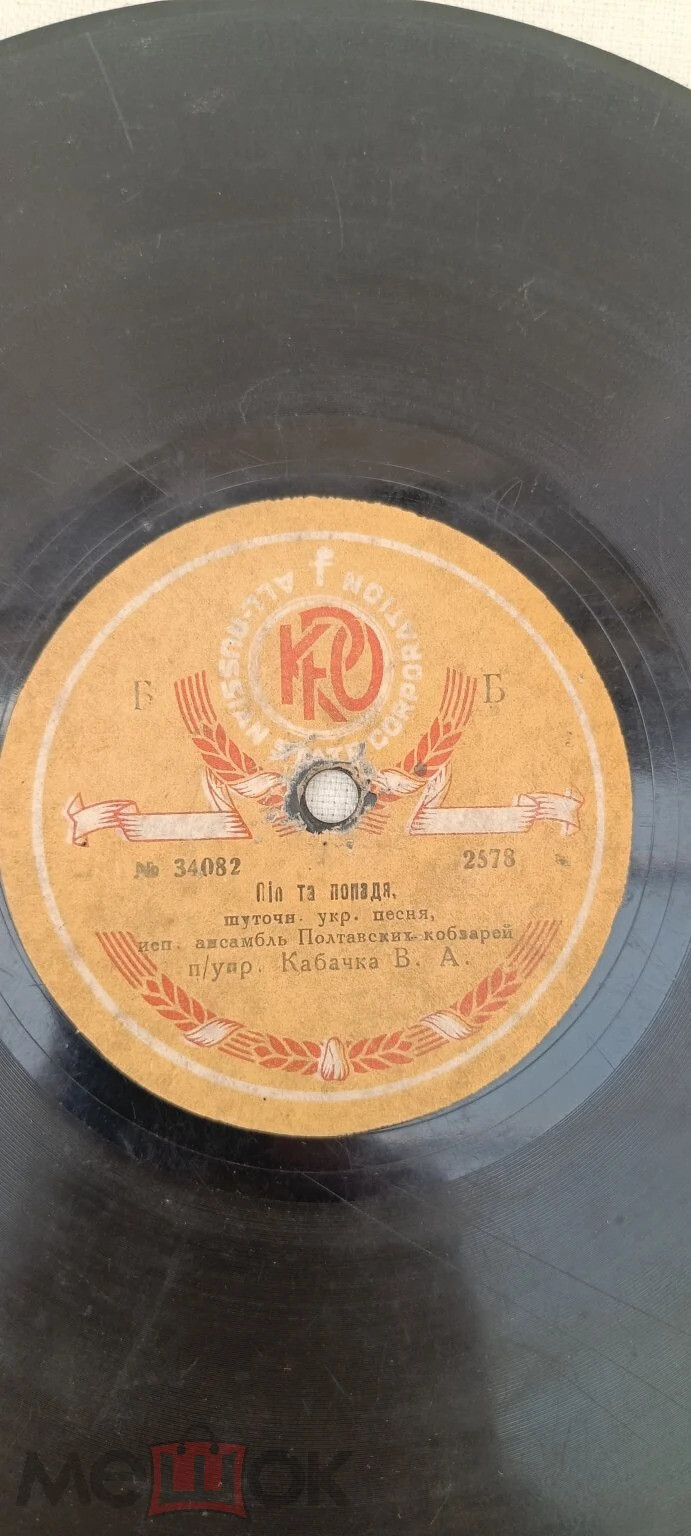 ALL-RUSSIAN STATE CORPORATION
Б Б
№ 34082 2578
Піп та попадя,
шуточн. укр. песня,
исп. ансамбль Полтавских кобзарей
п/упр. Кабачка В. А.
мешок